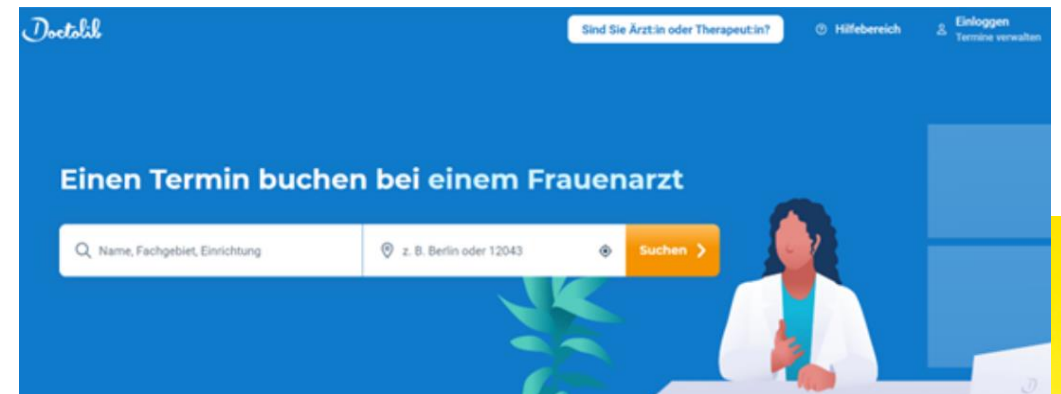 Doctolib
Sind Sie Ärzt:in oder Therapeut:in?
Hilfebereich
Einloggen
Termine verwalten
Einen Termin buchen bei einem Frauenarzt
Name, Fachgebiet, Einrichtung
z. B. Berlin oder 12043
Suchen
D